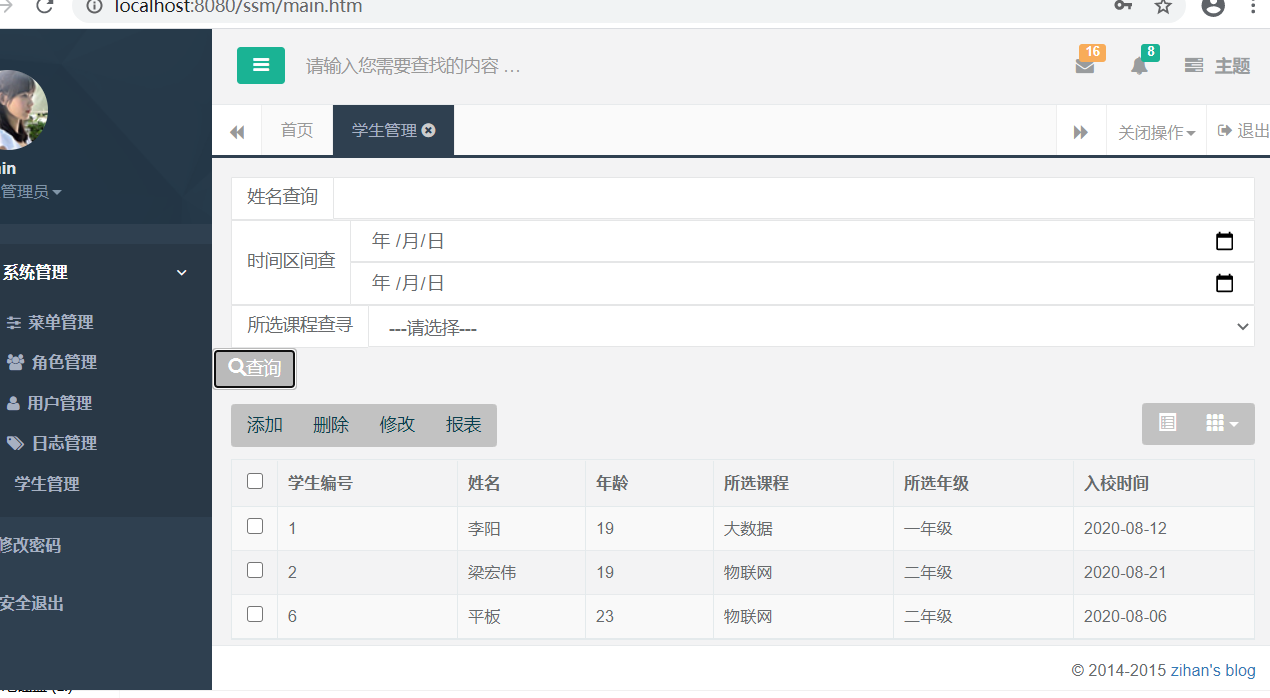 localhost:8080/ssm/main.htm
请输入您需要查找的内容 …
16
8
主题
首页
学生管理
关闭操作
退出
in
管理员
系统管理
菜单管理
角色管理
用户管理
日志管理
学生管理
修改密码
安全退出
姓名查询
时间区间查
年 /月/日
年 /月/日
所选课程查寻
---请选择---
查询
添加 删除 修改 报表
学生编号 姓名 年龄 所选课程 所选年级 入校时间
1 李阳 19 大数据 一年级 2020-08-12
2 梁宏伟 19 物联网 二年级 2020-08-21
6 平板 23 物联网 二年级 2020-08-06
© 2014-2015 zihan's blog